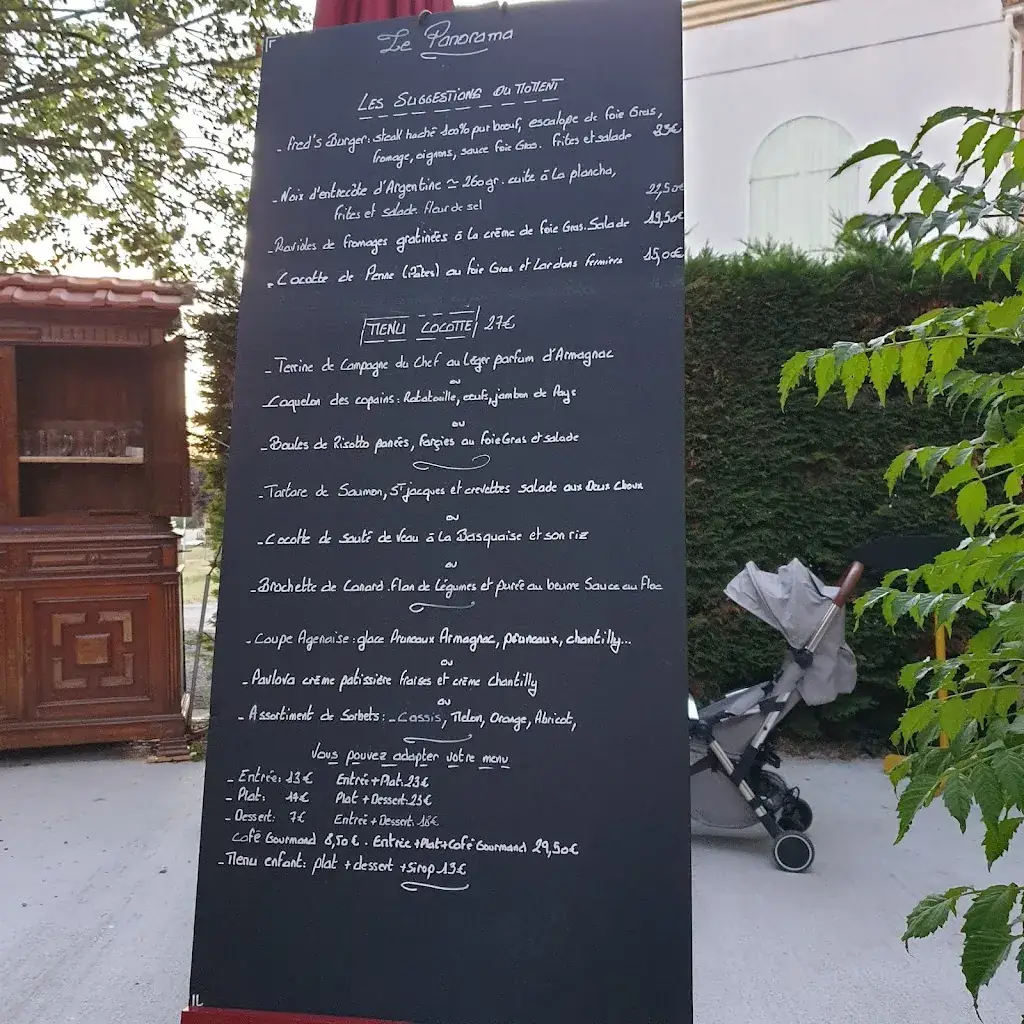 Le Panorama
Les Suggestions du Moment
- Fred's Burger: steak haché 100% pur boeuf, escalope de foie Gras,
fromage, oignons, sauce foie Gras. Frites et salade 23€
- Noix d'entrecôte d'Argentine ≃ 260gr. cuite à la plancha,
frites et salade. Fleur de sel 22,50€
- Ravioles de fromages gratinées à la crème de foie Gras. Salade 19,50€
- Cocotte de Penne (Pâtes) au foie Gras et Lardons fermiers 15,00€
MENU COCOTTE 27€
- Terrine de Campagne du Chef au léger parfum d'Armagnac
ou
- Caquelon des copains: Ratatouille, oeufs, jambon de Pays
ou
- Boules de Risotto panées, farçies au Foie Gras et salade
- Tartare de Saumon, St jacques et crevettes salade aux Deux Choux
ou
- Cocotte de sauté de Veau à la Basquaise et son riz
ou
- Brochette de Canard. Flan de Légumes et purée au beurre Sauce au Floc
- Coupe Agenaise: glace Pruneaux Armagnac, pruneaux, chantilly...
ou
- Pavlova crème patissière fraises et crème Chantilly
ou
- Assortiment de Sorbets: - Cassis, Melon, Orange, Abricot,
Vous pouvez adapter votre menu
- Entrée: 13€ Entrée + Plat: 23€
- Plat: 14€ Plat + Dessert: 23€
- Dessert: 7€ Entrée + Dessert: 18€
Café Gourmand 8,50€. Entrée + Plat + Café Gourmand 29,50€
- Menu enfant: plat + dessert + sirop 13€